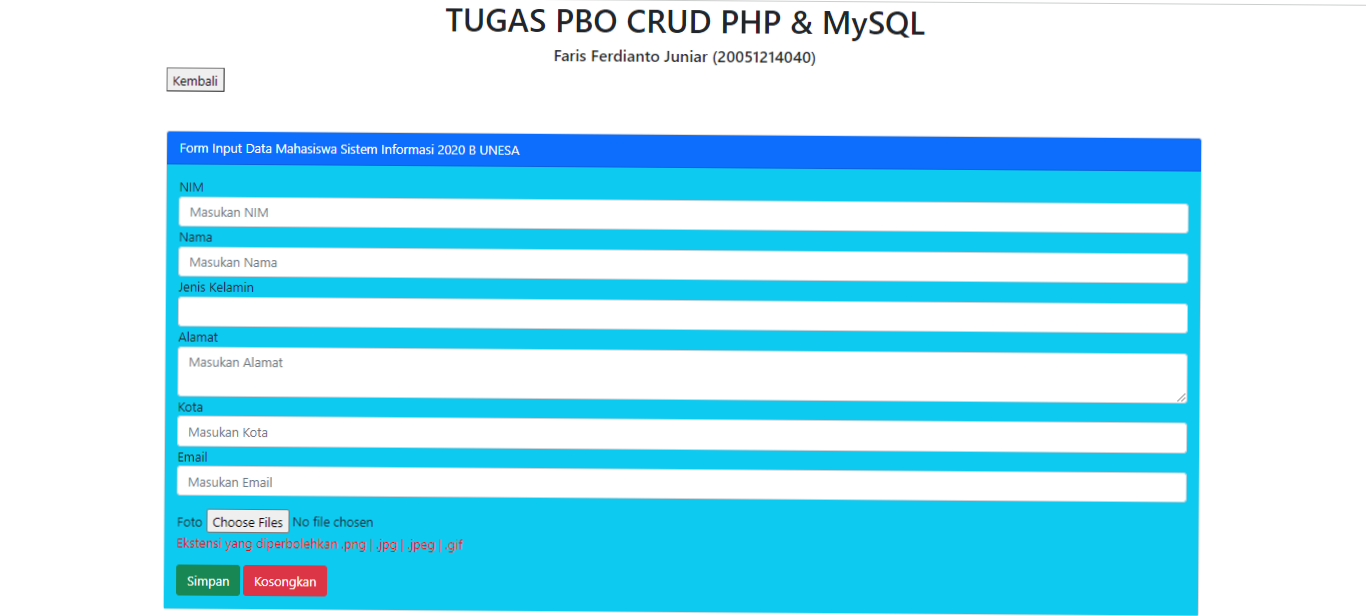 TUGAS PBO CRUD PHP & MySQL
Faris Ferdianto Juniar (20051214040)
Kembali
Form Input Data Mahasiswa Sistem Informasi 2020 B UNESA
NIM
Masukan NIM
Nama
Masukan Nama
Jenis Kelamin
Alamat
Masukan Alamat
Kota
Masukan Kota
Email
Masukan Email
Foto Choose Files No file chosen
Ekstensi yang diperbolehkan .png | .jpg | .jpeg | .gif
Simpan Kosongkan